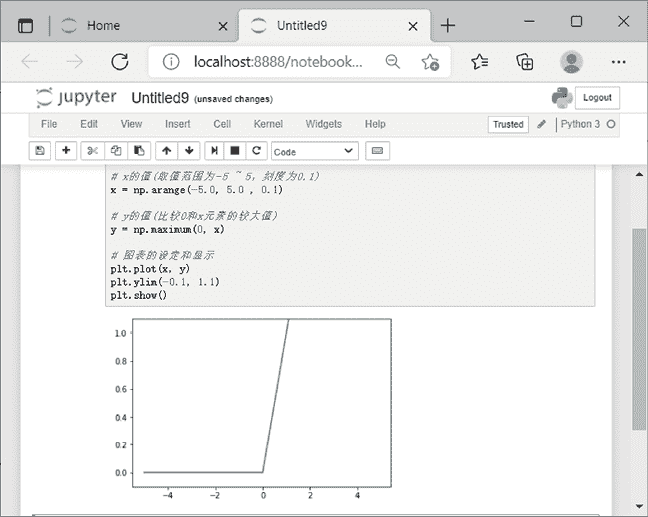 Home
Untitled9
localhost:8888/notebook...
jupyter Untitled9 (unsaved changes)
Logout
File Edit View Insert Cell Kernel Widgets Help
Trusted
Python 3
Code
# x的值(取值范围为-5 ~ 5，刻度为0.1)
x = np.arange(-5.0, 5.0 , 0.1)
# y的值(比较0和x元素的较大值)
y = np.maximum(0, x)
# 图表的设定和显示
plt.plot(x, y)
plt.ylim(-0.1, 1.1)
plt.show()
1.0
0.8
0.6
0.4
0.2
0.0
−4 −2 0 2 4